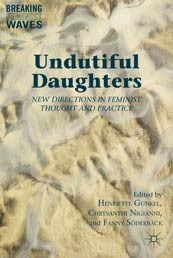 BREAKING
WAVES
Undutiful
Daughters
NEW DIRECTIONS IN FEMINIST
THOUGHT AND PRACTICE
Edited by
HENRIETTE GUNKEL,
CHRYSANTHI NIGIANNI,
and FANNY SÖDERBÄCK